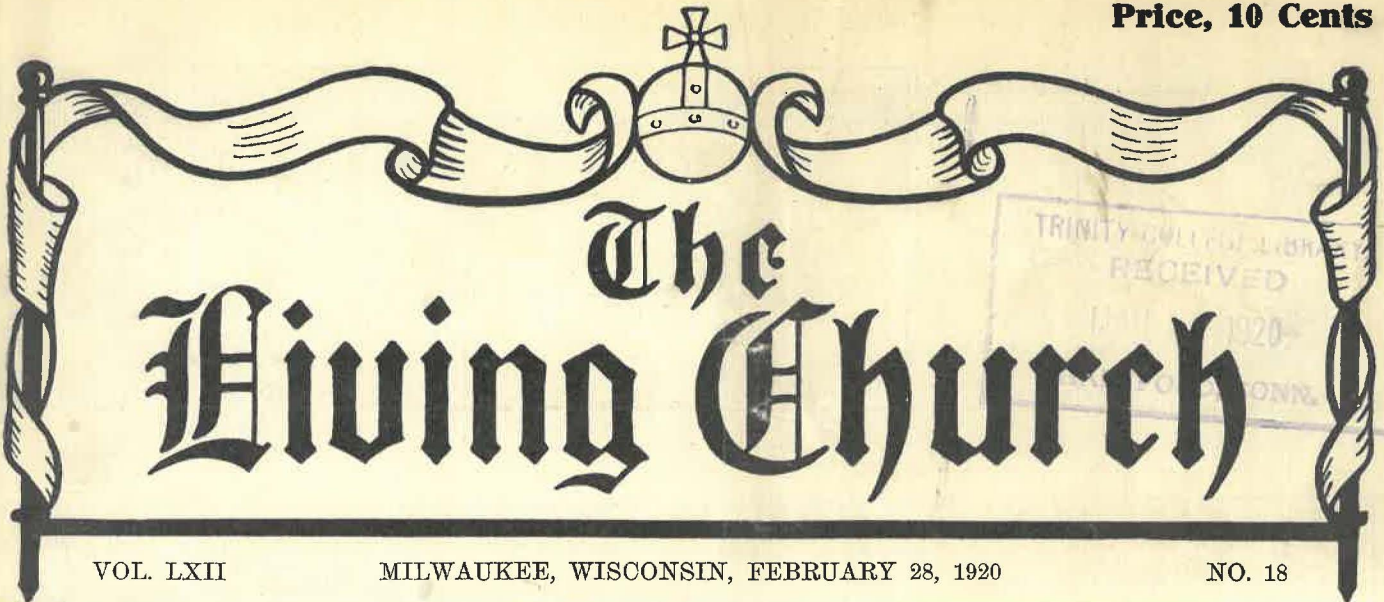 Price, 10 Cents
The
Living Church
TRINITY COLLEGE LIBRARY
RECEIVED
1920
CONN.
VOL. LXII MILWAUKEE, WISCONSIN, FEBRUARY 28, 1920 NO. 18